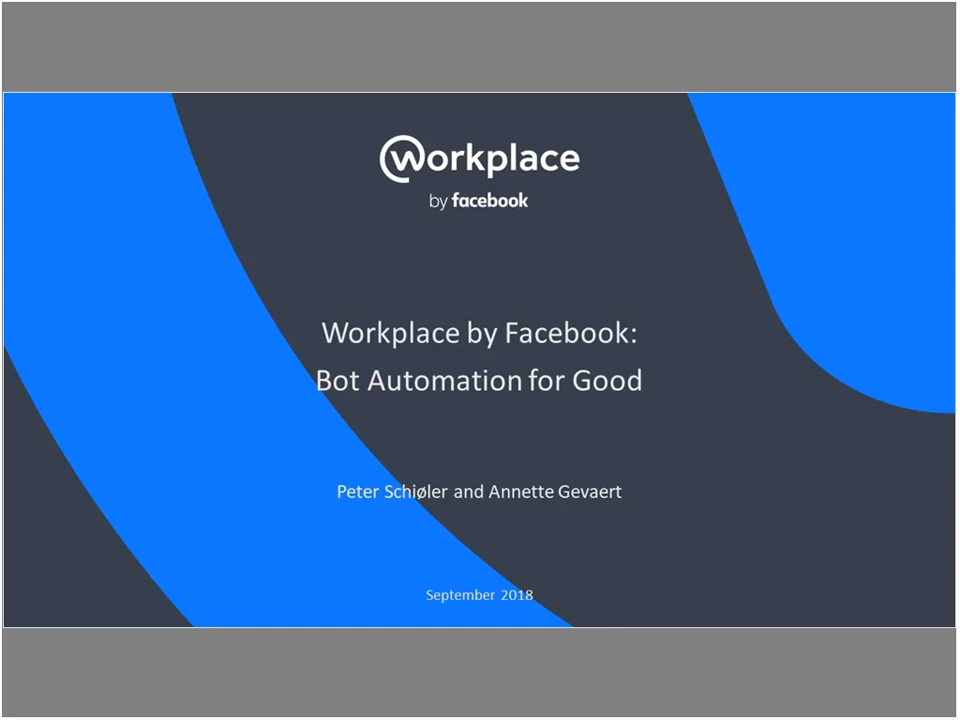 Workplace
by facebook
Workplace by Facebook:
Bot Automation for Good
Peter Schiøler and Annette Gevaert
September 2018